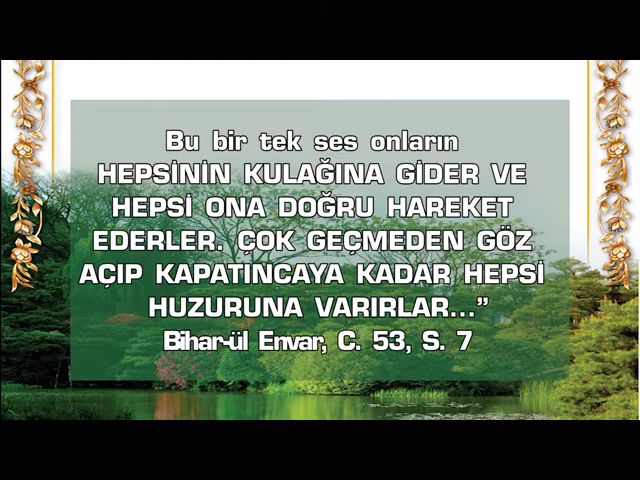 Bu bir tek ses onların
HEPSİNİN KULAĞINA GİDER VE
HEPSİ ONA DOĞRU HAREKET
EDERLER. ÇOK GEÇMEDEN GÖZ
AÇIP KAPATINCAYA KADAR HEPSİ
HUZURUNA VARIRLAR...”
Bihar-ül Envar, C. 53, S. 7